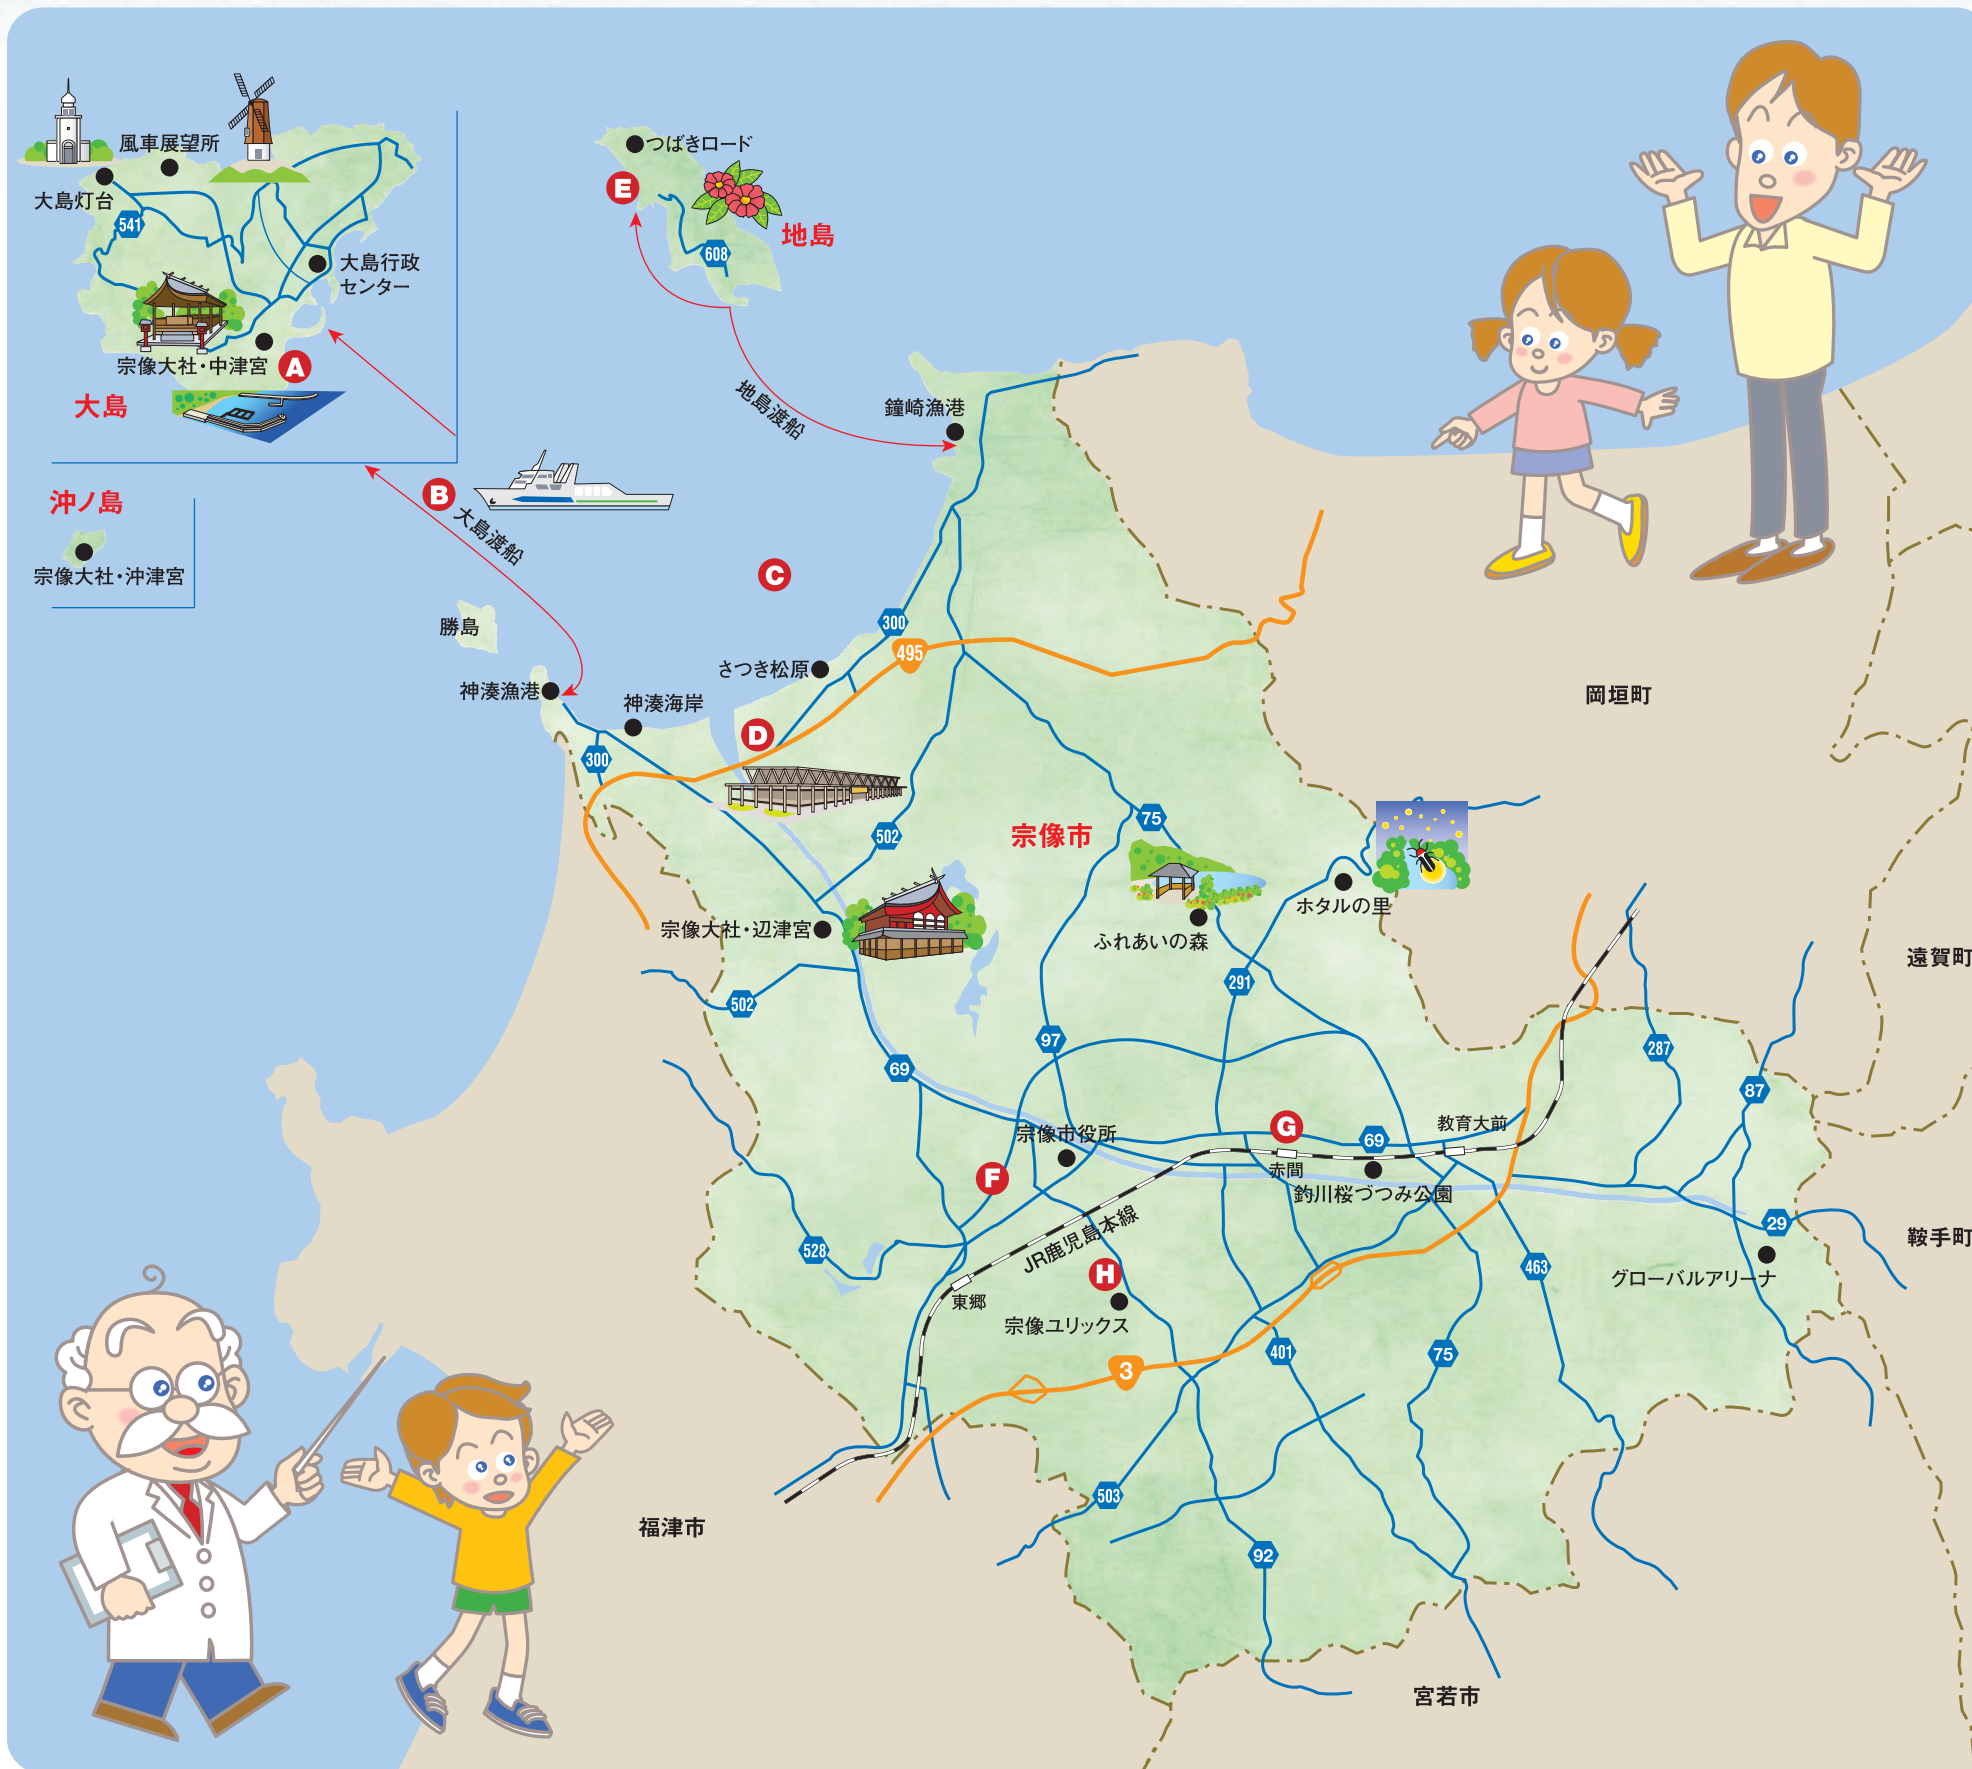 風車展望所
大島灯台
541
大島行政
センター
宗像大社・中津宮
A
大島
つばきロード
E
地島
608
地島渡船
鐘崎漁港
沖ノ島
宗像大社・沖津宮
B
大島渡船
C
勝島
神湊漁港
神湊海岸
さつき松原
300
495
300
D
502
宗像市
75
岡垣町
ホタルの里
ふれあいの森
宗像大社・辺津宮
遠賀町
502
291
97
69
287
87
宗像市役所
G
69
教育大前
赤間
釣川桜づつみ公園
F
29
鞍手町
528
JR鹿児島本線
H
463
グローバルアリーナ
東郷
宗像ユリックス
3
401
75
福津市
503
92
宮若市